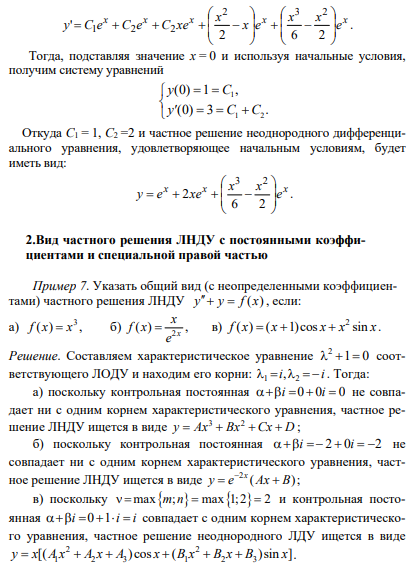 y' = C₁eˣ + C₂eˣ + C₂xeˣ + (x²/2 − x)eˣ + (x³/6 − x²/2)eˣ.
Тогда, подставляя значение x = 0 и используя начальные условия,
получим систему уравнений
{ y(0) = 1 = C₁,
y'(0) = 3 = C₁ + C₂.
Откуда C₁ = 1, C₂ =2 и частное решение неоднородного дифференци-
ального уравнения, удовлетворяющее начальным условиям, будет
иметь вид:
y = eˣ + 2xeˣ + (x³/6 − x²/2)eˣ.
2.Вид частного решения ЛНДУ с постоянными коэффи-
циентами и специальной правой частью
Пример 7. Указать общий вид (с неопределенными коэффициен-
тами) частного решения ЛНДУ y″ + y = f(x), если:
а) f(x) = x³, б) f(x) = x/e²ˣ, в) f(x) = (x + 1)cos x + x² sin x.
Решение. Составляем характеристическое уравнение λ² + 1 = 0 соот-
ветствующего ЛОДУ и находим его корни: λ₁ = i, λ₂ = − i. Тогда:
а) поскольку контрольная постоянная α+βi = 0 + 0i = 0 не совпа-
дает ни с одним корнем характеристического уравнения, частное ре-
шение ЛНДУ ищется в виде y = Ax³ + Bx² + Cx + D;
б) поскольку контрольная постоянная α+βi = − 2 + 0i = −2 не
совпадает ни с одним корнем характеристического уравнения, част-
ное решение ЛНДУ ищется в виде y = e⁻²ˣ(Ax + B);
в) поскольку ν = max{m;n} = max{1;2} = 2 и контрольная посто-
янная α+βi = 0 + 1·i = i совпадает с одним корнем характеристическо-
го уравнения, частное решение неоднородного ЛДУ ищется в виде
y = x[(A₁x² + A₂x + A₃)cos x + (B₁x² + B₂x + B₃)sin x].